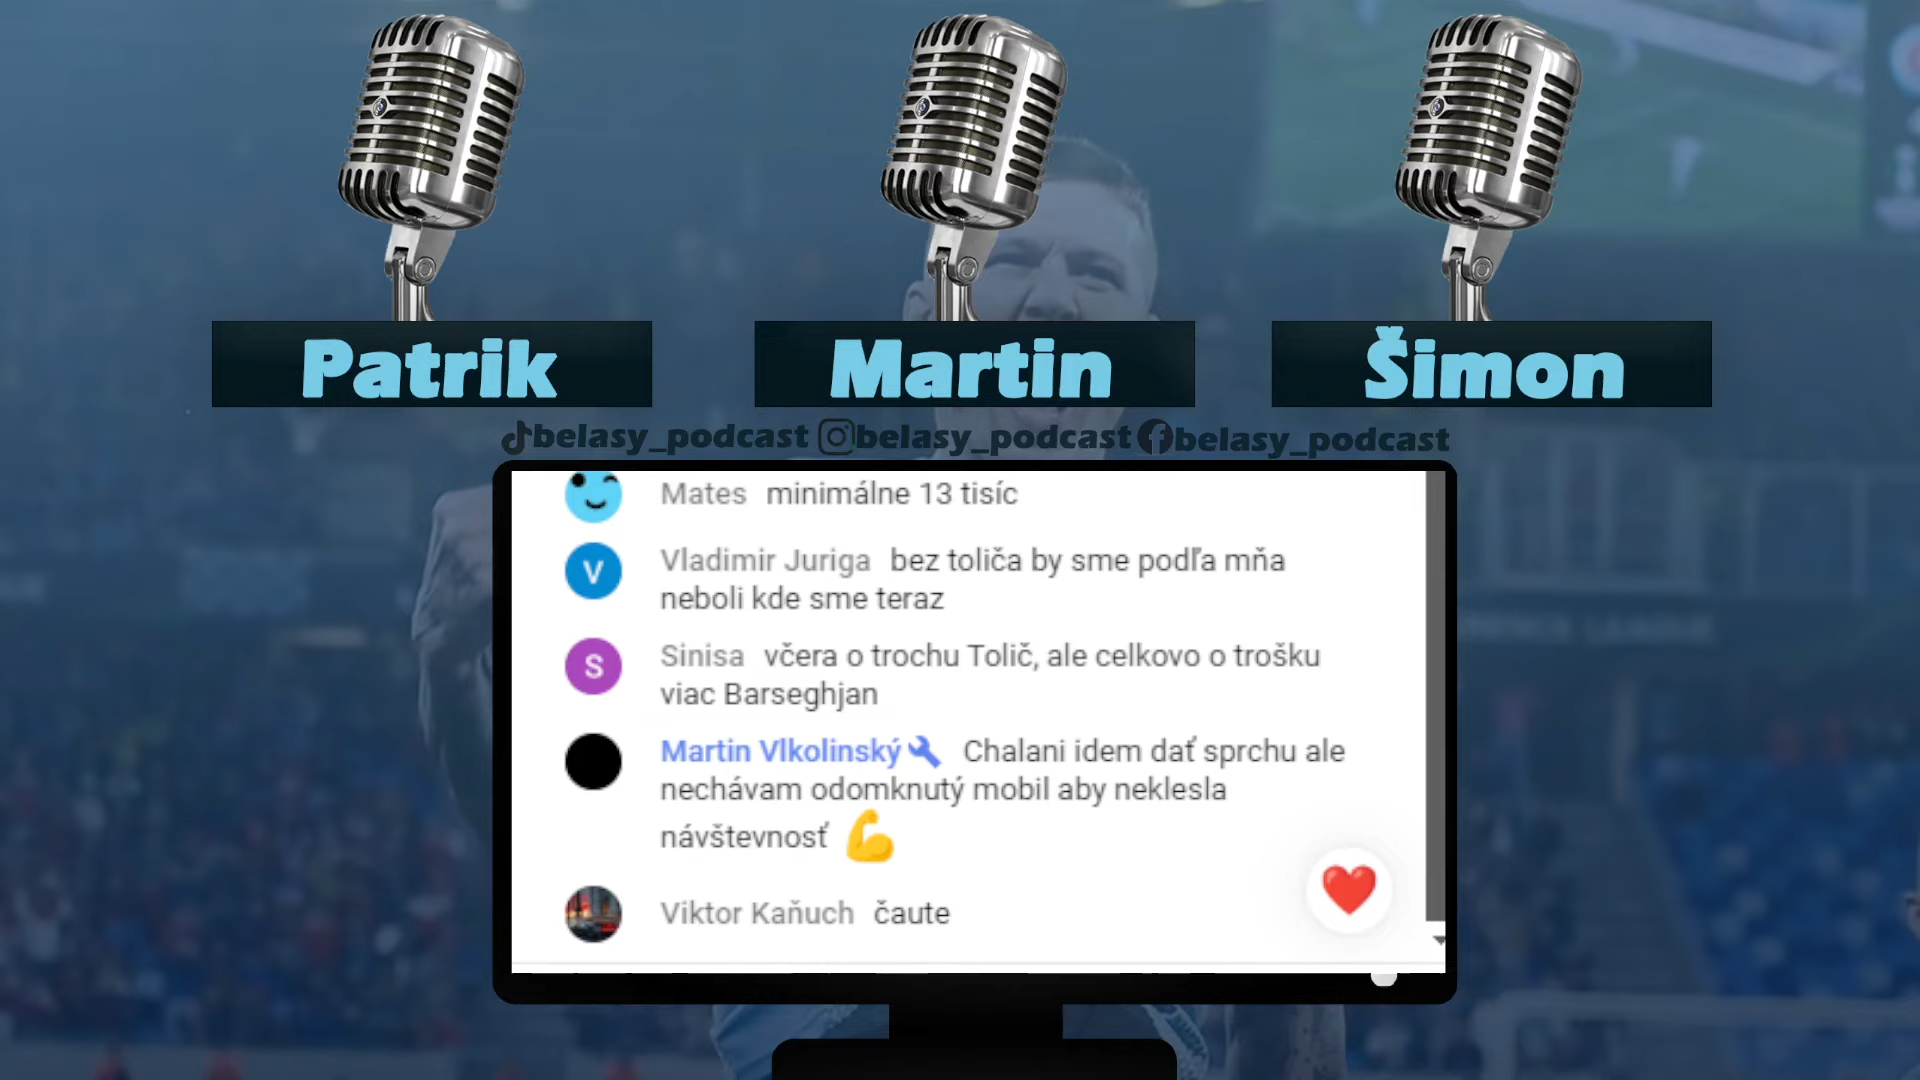 Patrik
Martin
Šimon
belasy_podcast belasy_podcast belasy_podcast
Mates minimálne 13 tisíc
V Vladimir Juriga bez toliča by sme podľa mňa
neboli kde sme teraz
S Sinisa včera o trochu Tolič, ale celkovo o trošku
viac Barseghjan
Martin Vlkolinský Chalani idem dať sprchu ale
nechávam odomknutý mobil aby neklesla
návštevnosť
Viktor Kaňuch čaute